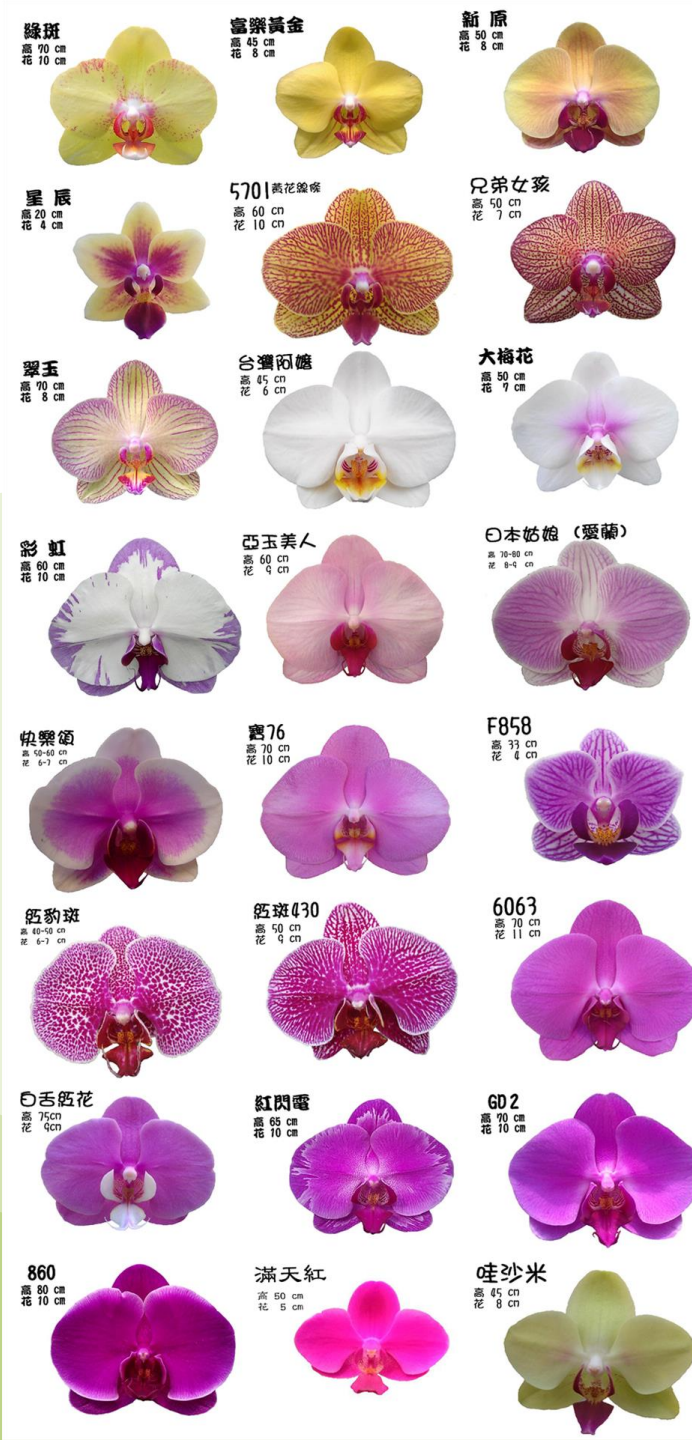 綠斑
高 70 cm
花 10 cm
富樂黃金
高 45 cm
花 8 cm
新原
高 50 cm
花 8 cm
星辰
高 20 cm
花 4 cm
5701黃花線條
高 60 cm
花 10 cm
兄弟女孩
高 50 cm
花 7 cm
翠玉
高 70 cm
花 8 cm
台灣阿嬤
高 45 cm
花 6 cm
大梅花
高 50 cm
花 7 cm
彩虹
高 60 cm
花 10 cm
亞玉美人
高 60 cm
花 9 cm
日本姑娘（愛蘭）
高 70-80 cm
花 8-9 cm
快樂頌
高 50-60 cm
花 6-7 cm
寶76
高 70 cm
花 10 cm
F858
高 33 cm
花 4 cm
紅豹斑
高 40-50 cm
花 6-7 cm
紅斑430
高 50 cm
花 9 cm
6063
高 70 cm
花 11 cm
白舌紅花
高 75cm
花 9cm
紅閃電
高 65 cm
花 10 cm
GD2
高 70 cm
花 10 cm
860
高 80 cm
花 10 cm
滿天紅
高 50 cm
花 5 cm
哇沙米
高 45 cm
花 8 cm